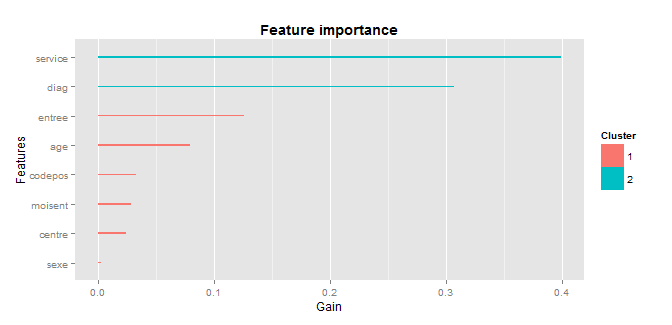 Feature importance
service
diag
entree
age
codepos
moisent
centre
sexe
Features
0.0 0.1 0.2 0.3 0.4
Gain
Cluster
1
2